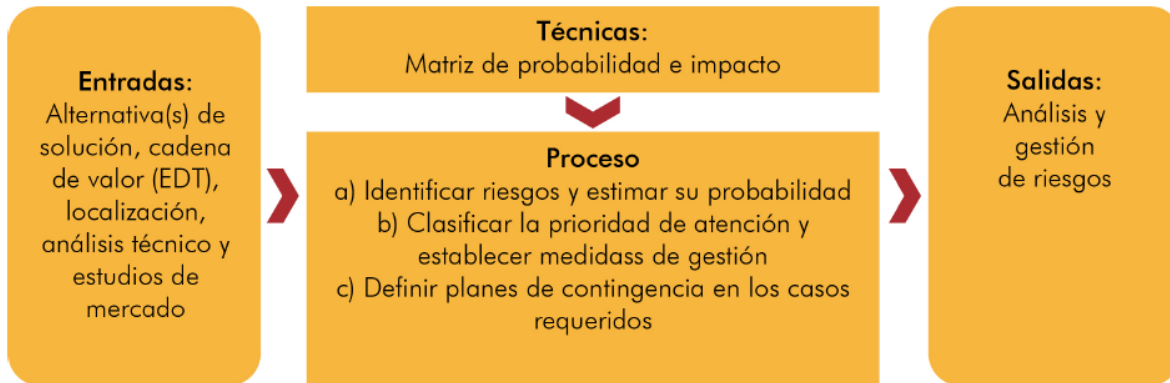 Entradas:
Alternativa(s) de
solución, cadena
de valor (EDT),
localización,
análisis técnico y
estudios de
mercado
Técnicas:
Matriz de probabilidad e impacto
Proceso
a) Identificar riesgos y estimar su probabilidad
b) Clasificar la prioridad de atención y
establecer medidass de gestión
c) Definir planes de contingencia en los casos
requeridos
Salidas:
Análisis y
gestión
de riesgos